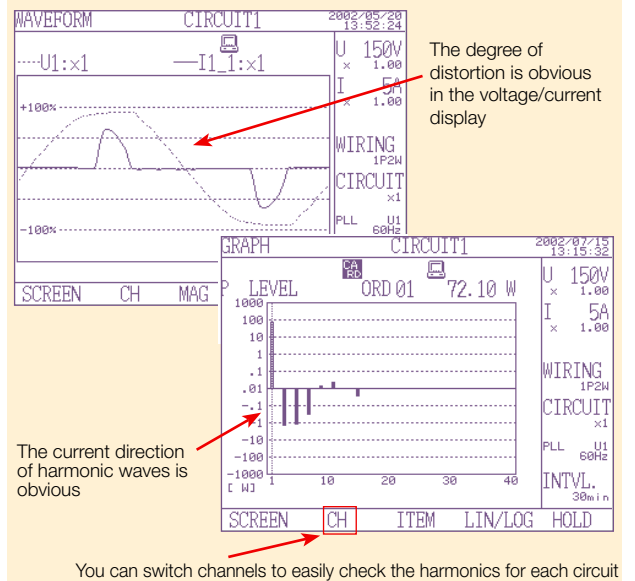 WAVEFORM CIRCUIT1 2002/05/20
13:52:24
U 150V
× 1.00
I 5A
× 1.00
----U1:×1 ──I1_1:×1
+100%
-100%
WIRING
1P2W
CIRCUIT
×1
PLL U1
60Hz
SCREEN CH MAG
The degree of
distortion is obvious
in the voltage/current
display
GRAPH CIRCUIT1 2002/07/15
13:15:32
CA
RD
P LEVEL ORD 01 72.10 W
U 150V
× 1.00
I 5A
× 1.00
1000
100
10
1
.1
.01
-.1
-1
-10
-100
-1000
[ W] 1 10 20 30 40
WIRING
1P2W
CIRCUIT
×1
PLL U1
60Hz
INTVL.
30min
SCREEN CH ITEM LIN/LOG HOLD
The current direction
of harmonic waves is
obvious
You can switch channels to easily check the harmonics for each circuit